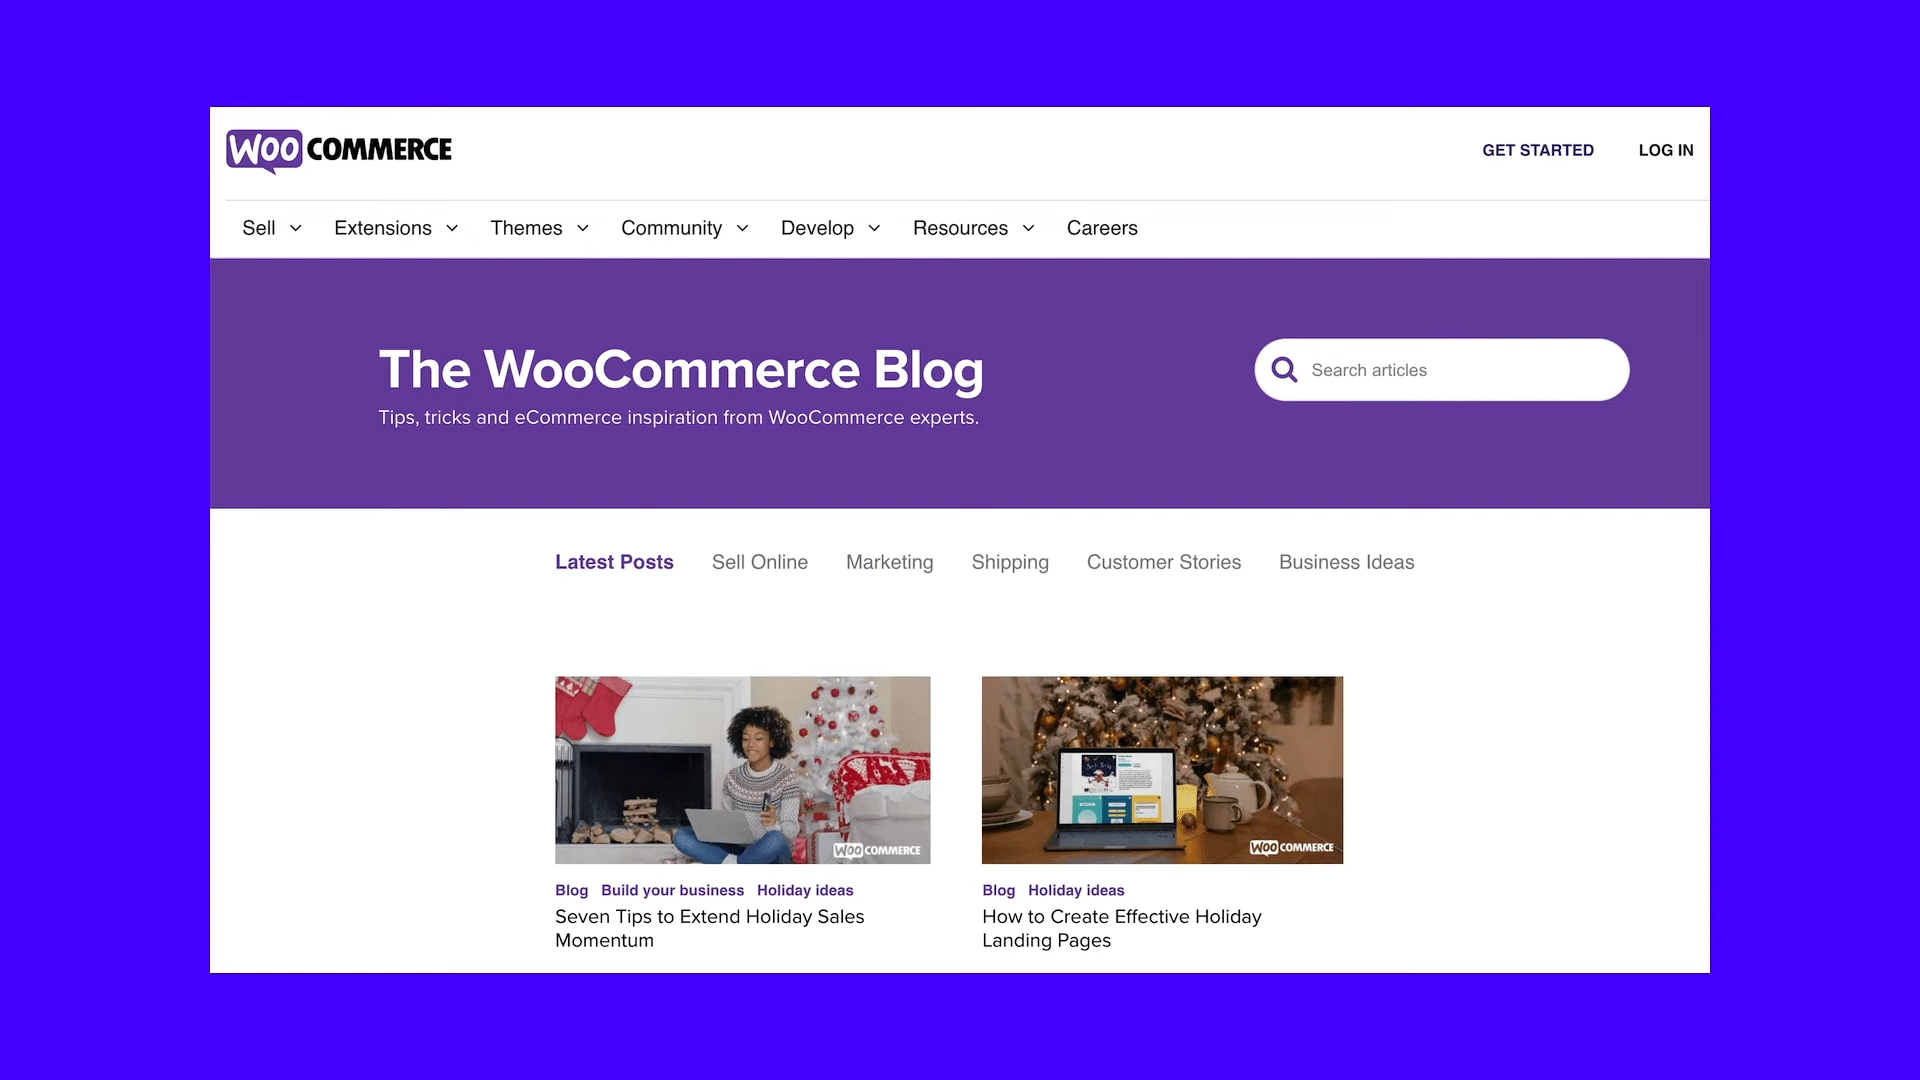 WOO COMMERCE
GET STARTED
LOG IN
Sell
Extensions
Themes
Community
Develop
Resources
Careers
The WooCommerce Blog
Tips, tricks and eCommerce inspiration from WooCommerce experts.
Search articles
Latest Posts
Sell Online
Marketing
Shipping
Customer Stories
Business Ideas
WOO COMMERCE
WOO COMMERCE
Blog Build your business Holiday ideas
Seven Tips to Extend Holiday Sales
Momentum
Blog Holiday ideas
How to Create Effective Holiday
Landing Pages